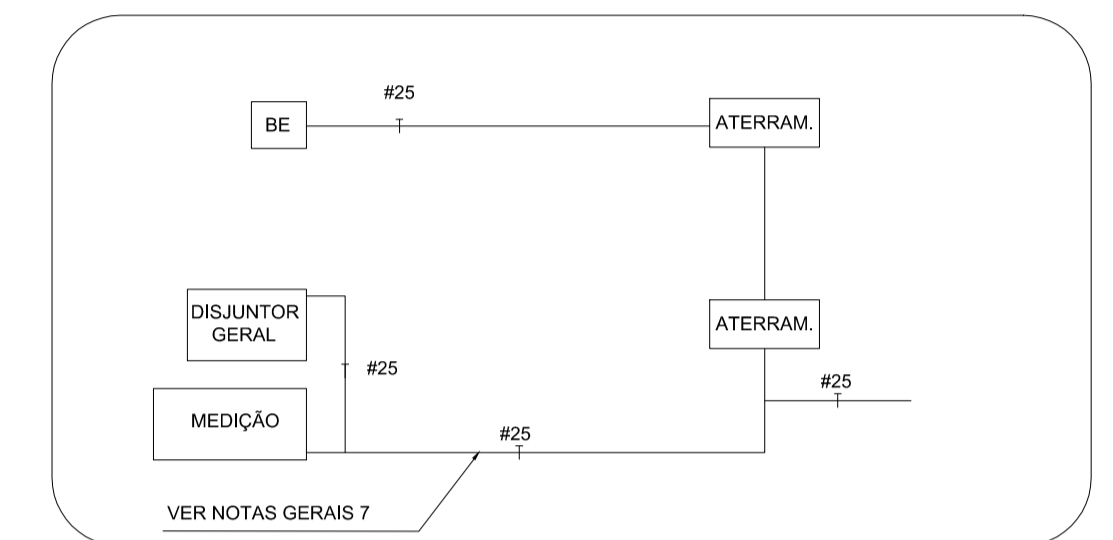 #25
BE
ATERRAM.
DISJUNTOR
GERAL
ATERRAM.
#25
#25
MEDIÇÃO
#25
VER NOTAS GERAIS 7